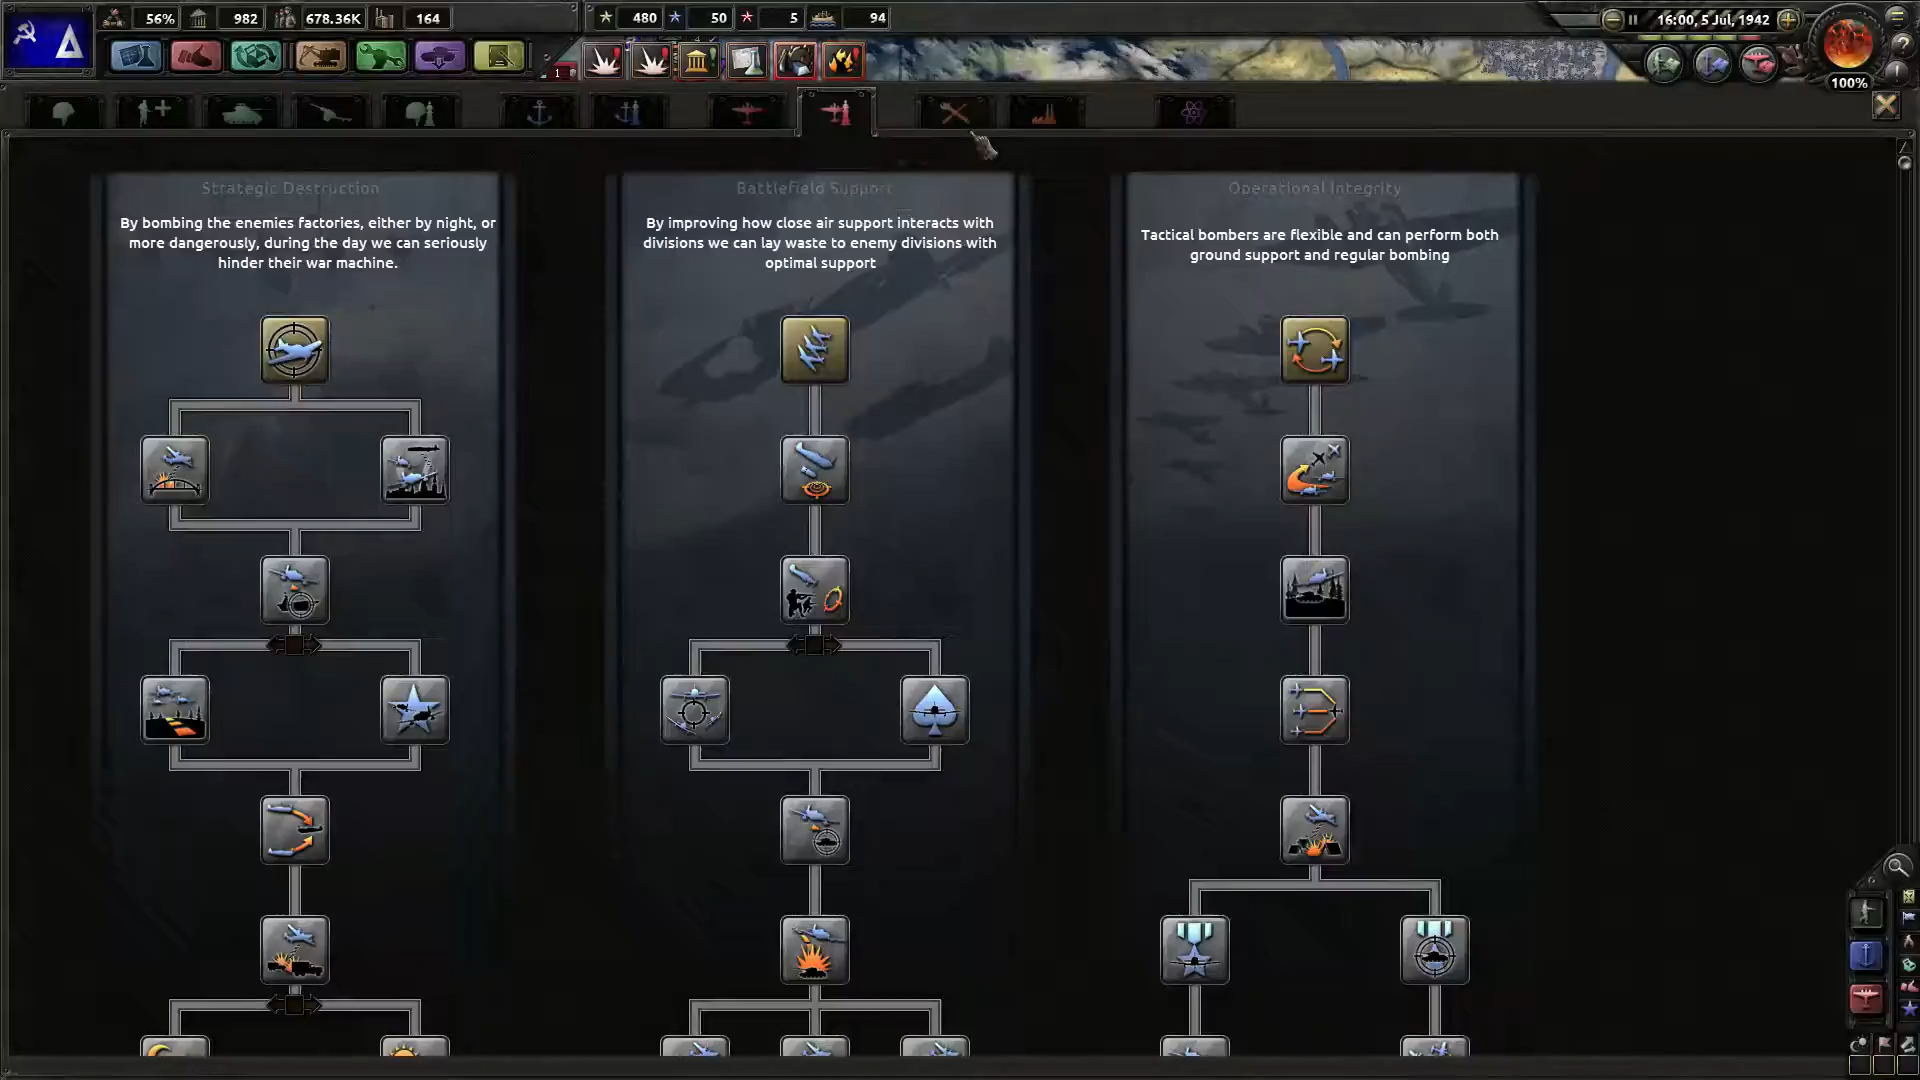 56%
982
678.33K
164
480
50
5
94
16:00, 5 Jul, 1942
100%
1
Strategic Destruction
By bombing the enemies factories, either by night, or
more dangerously, during the day we can seriously
hinder their war machine.
Battlefield Support
By improving how close air support interacts with
divisions we can lay waste to enemy divisions with
optimal support
Operational Integrity
Tactical bombers are flexible and can perform both
ground support and regular bombing